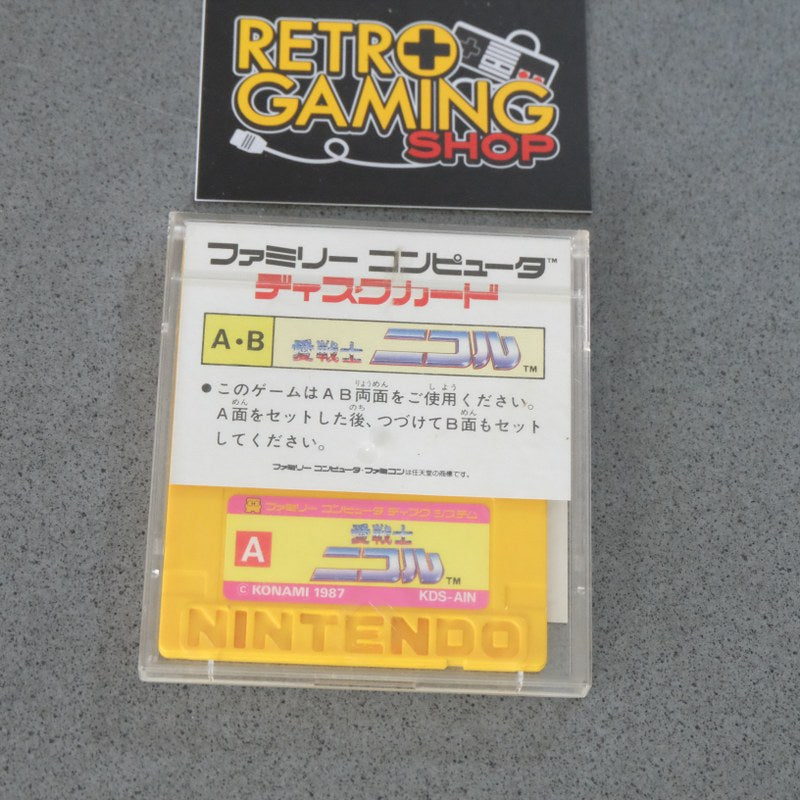 RETRO
GAMING
SHOP
ファミリー コンピュータ™
ディスクカード
A・B 愛戦士 ニコル™
●このゲームはAB両面をご使用ください。
A面をセットした後、つづけてB面もセット
してください。
ファミリー コンピュータ・ファミコンは任天堂の商標です。
ファミリー コンピュータ ディスク システム
愛戦士
A ニコル™
© KONAMI 1987 KDS-AIN
NINTENDO